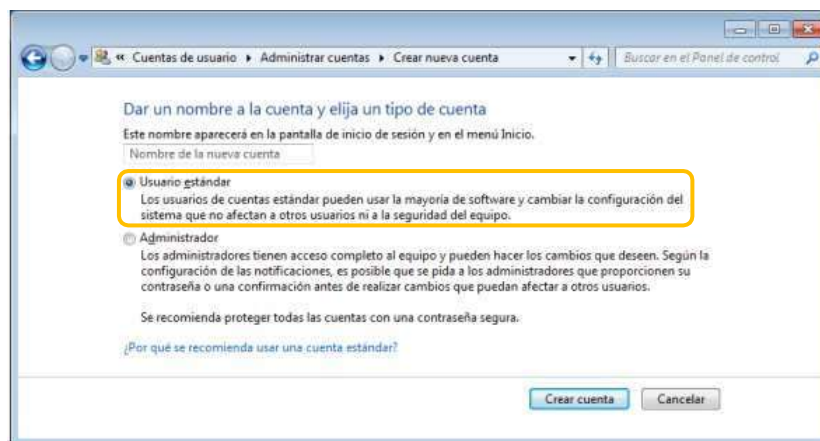 « Cuentas de usuario ▸ Administrar cuentas ▸ Crear nueva cuenta
Buscar en el Panel de control
Dar un nombre a la cuenta y elija un tipo de cuenta
Este nombre aparecerá en la pantalla de inicio de sesión y en el menú Inicio.
Nombre de la nueva cuenta
Usuario estándar
Los usuarios de cuentas estándar pueden usar la mayoría de software y cambiar la configuración del
sistema que no afectan a otros usuarios ni a la seguridad del equipo.
Administrador
Los administradores tienen acceso completo al equipo y pueden hacer los cambios que deseen. Según la
configuración de las notificaciones, es posible que se pida a los administradores que proporcionen su
contraseña o una confirmación antes de realizar cambios que puedan afectar a otros usuarios.
Se recomienda proteger todas las cuentas con una contraseña segura.
¿Por qué se recomienda usar una cuenta estándar?
Crear cuenta
Cancelar